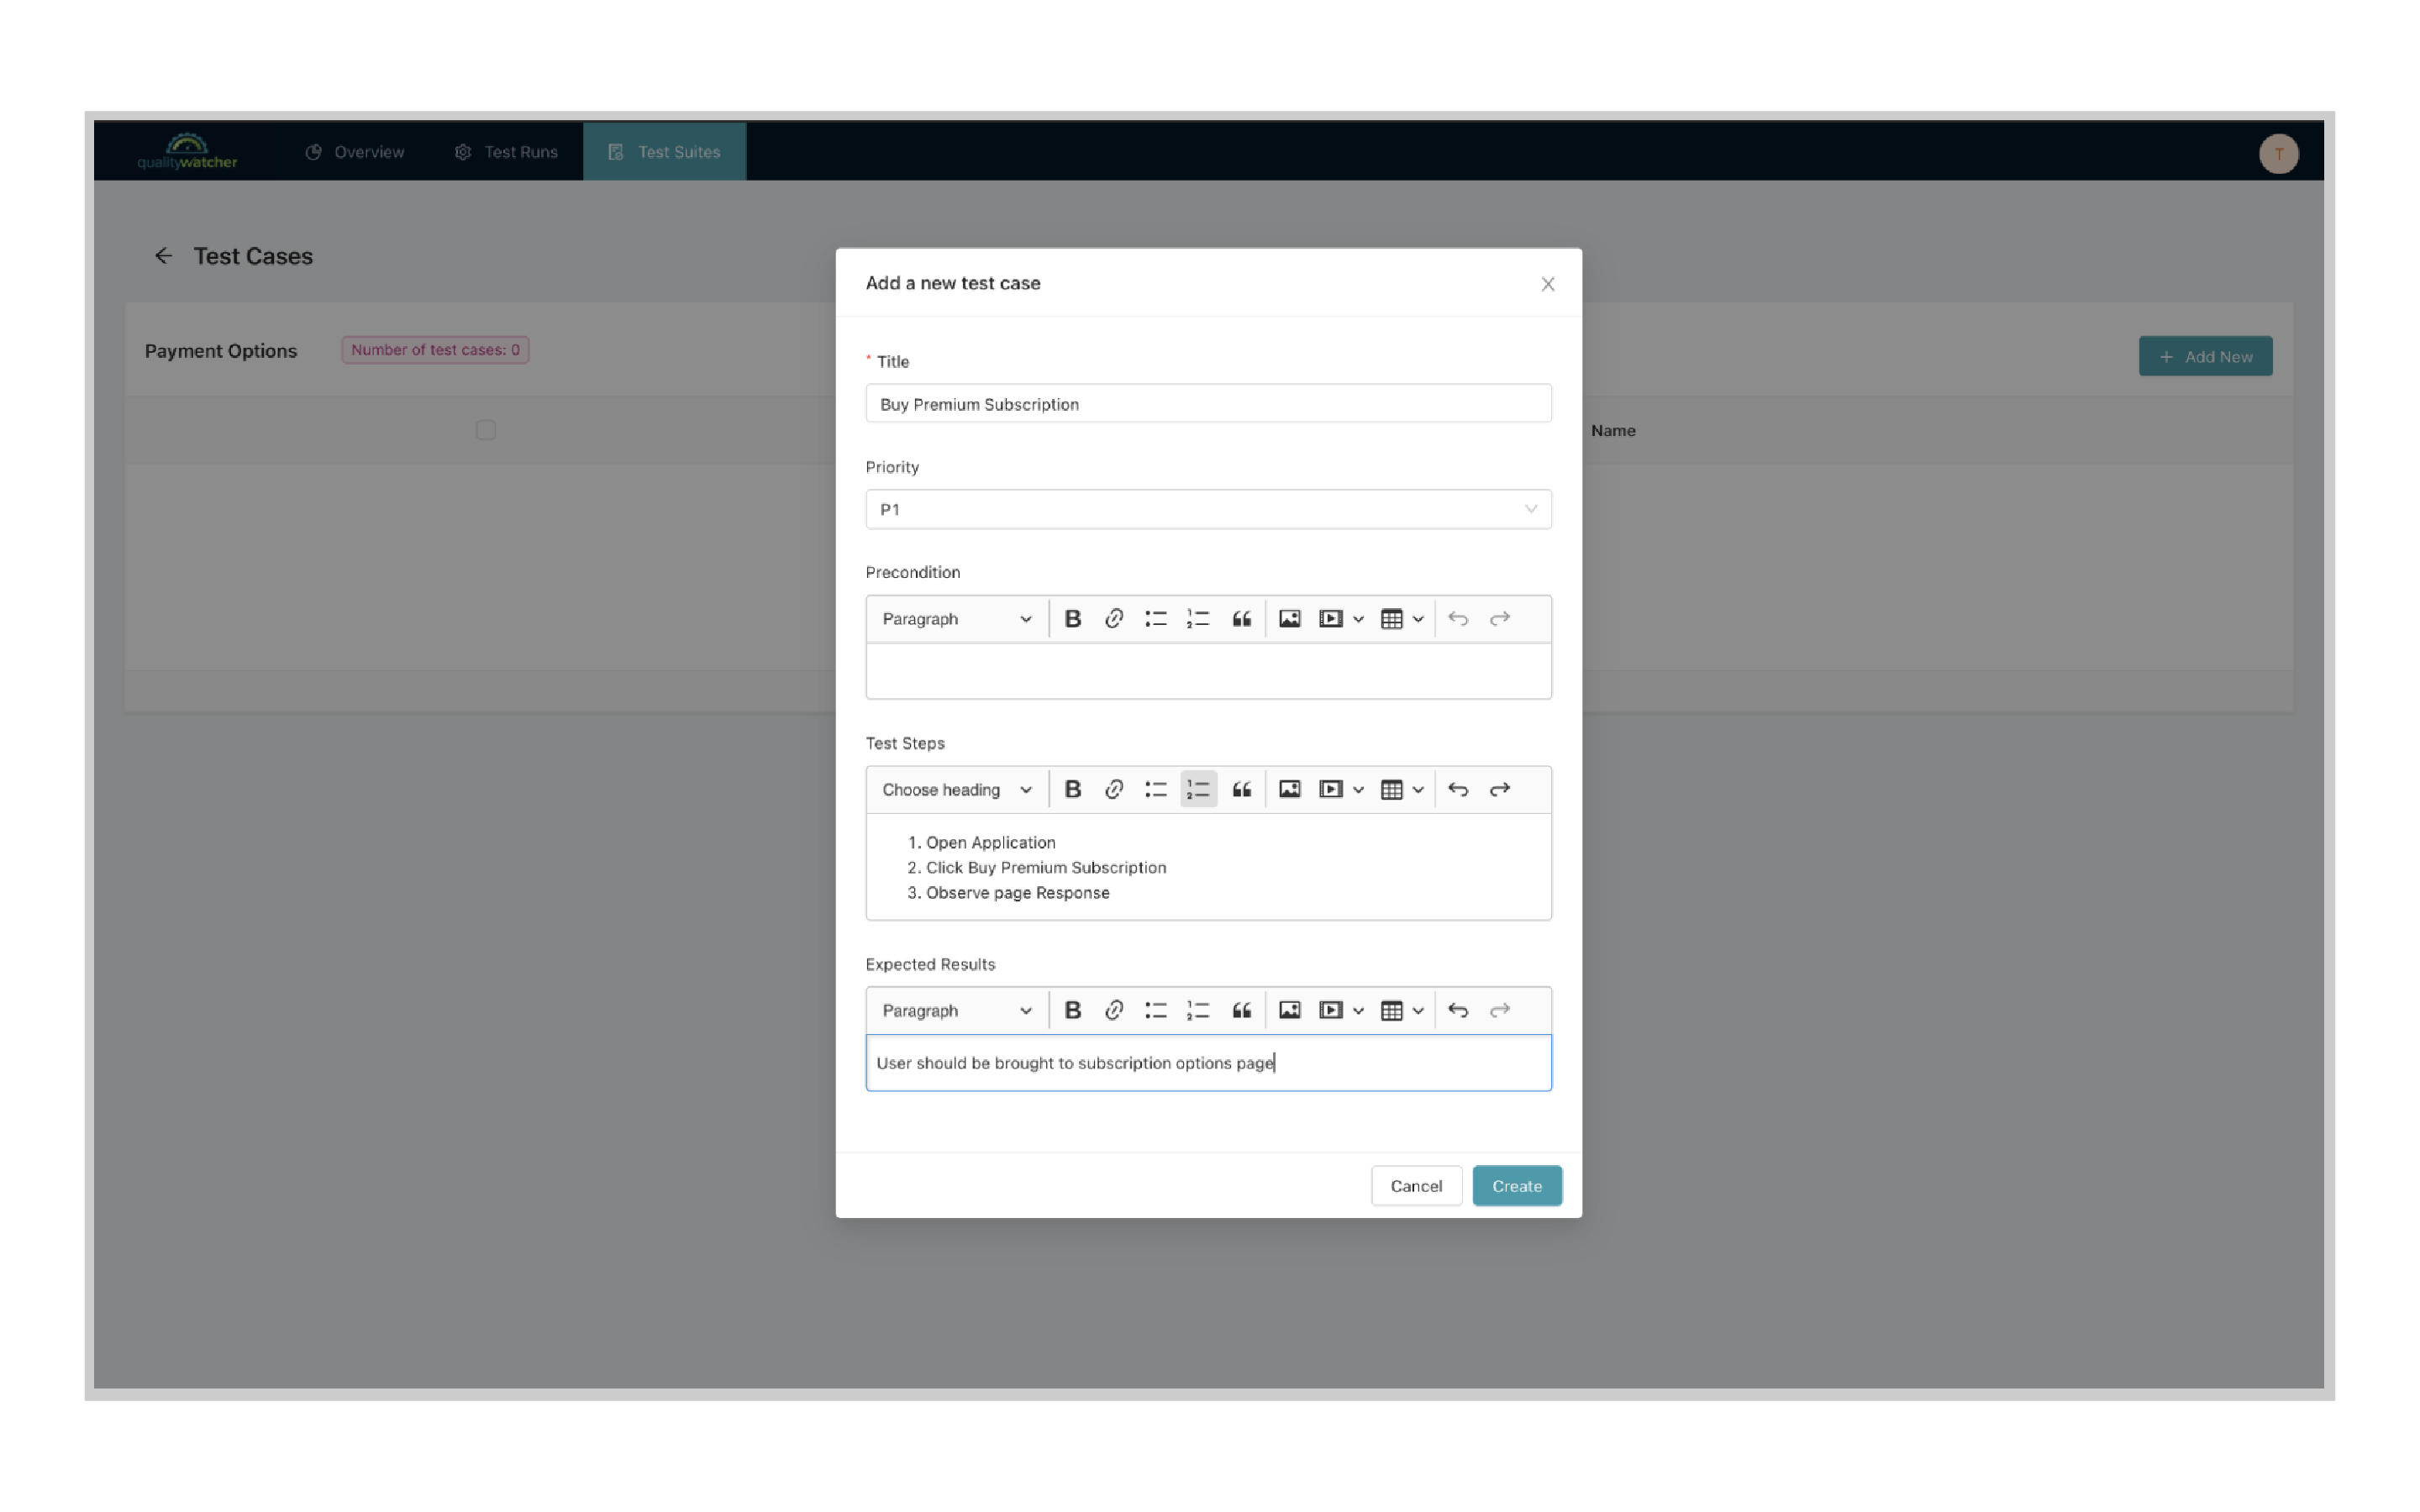 qualitywatcher
Overview
Test Runs
Test Suites
T
Test Cases
Payment Options
Number of test cases: 0
+ Add New
Name
Add a new test case
* Title
Buy Premium Subscription
Priority
P1
Precondition
Paragraph
Test Steps
Choose heading
1. Open Application
2. Click Buy Premium Subscription
3. Observe page Response
Expected Results
Paragraph
User should be brought to subscription options page
Cancel
Create